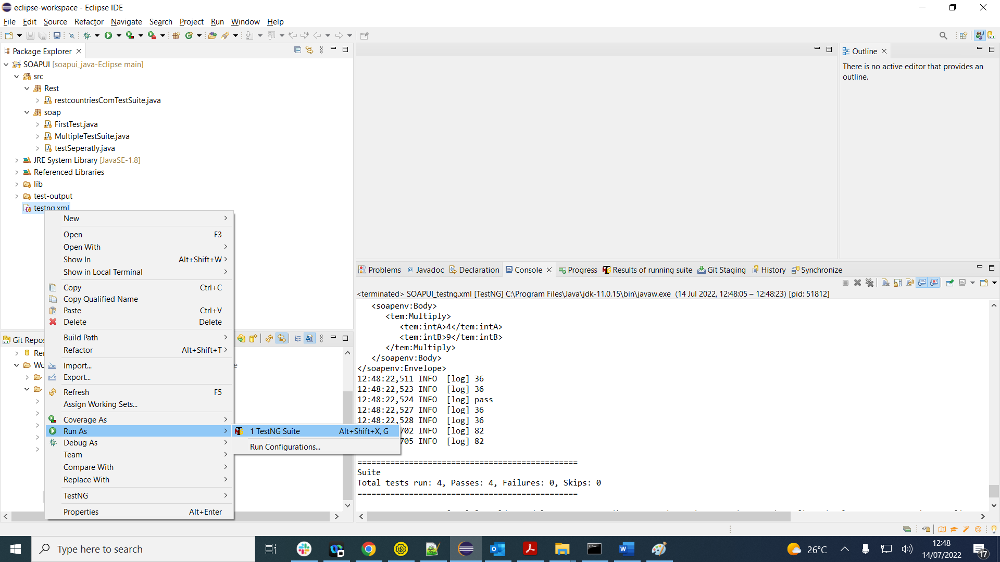 eclipse-workspace - Eclipse IDE
File Edit Source Refactor Navigate Search Project Run Window Help
Package Explorer
SOAPUI [soapui_java-Eclipse main]
src
Rest
restcountriesComTestSuite.java
soap
FirstTest.java
MultipleTestSuite.java
testSeperatly.java
JRE System Library [JavaSE-1.8]
Referenced Libraries
lib
test-output
testng.xml
New
Open F3
Open With
Show In Alt+Shift+W
Show in Local Terminal
Copy Ctrl+C
Copy Qualified Name
Paste Ctrl+V
Delete Delete
Build Path
Refactor Alt+Shift+T
Import...
Export...
Refresh F5
Assign Working Sets...
Coverage As
Run As
Debug As
Team
Compare With
Replace With
TestNG
Properties Alt+Enter
1 TestNG Suite Alt+Shift+X, G
Run Configurations...
Git Repos
Rem
Wo
Outline
There is no active editor that provides an
outline.
Problems Javadoc Declaration Console Progress Results of running suite Git Staging History Synchronize
<terminated> SOAPUI_testng.xml [TestNG] C:\Program Files\Java\jdk-11.0.15\bin\javaw.exe (14 Jul 2022, 12:48:05 – 12:48:23) [pid: 51812]
<soapenv:Body>
<tem:Multiply>
<tem:intA>4</tem:intA>
<tem:intB>9</tem:intB>
</tem:Multiply>
</soapenv:Body>
</soapenv:Envelope>
12:48:22,511 INFO [log] 36
12:48:22,523 INFO [log] 36
12:48:22,524 INFO [log] pass
12:48:22,527 INFO [log] 36
12:48:22,528 INFO [log] 36
702 INFO [log] 82
705 INFO [log] 82
===============================================
Suite
Total tests run: 4, Passes: 4, Failures: 0, Skips: 0
===============================================
Type here to search
26°C
12:48
14/07/2022
17